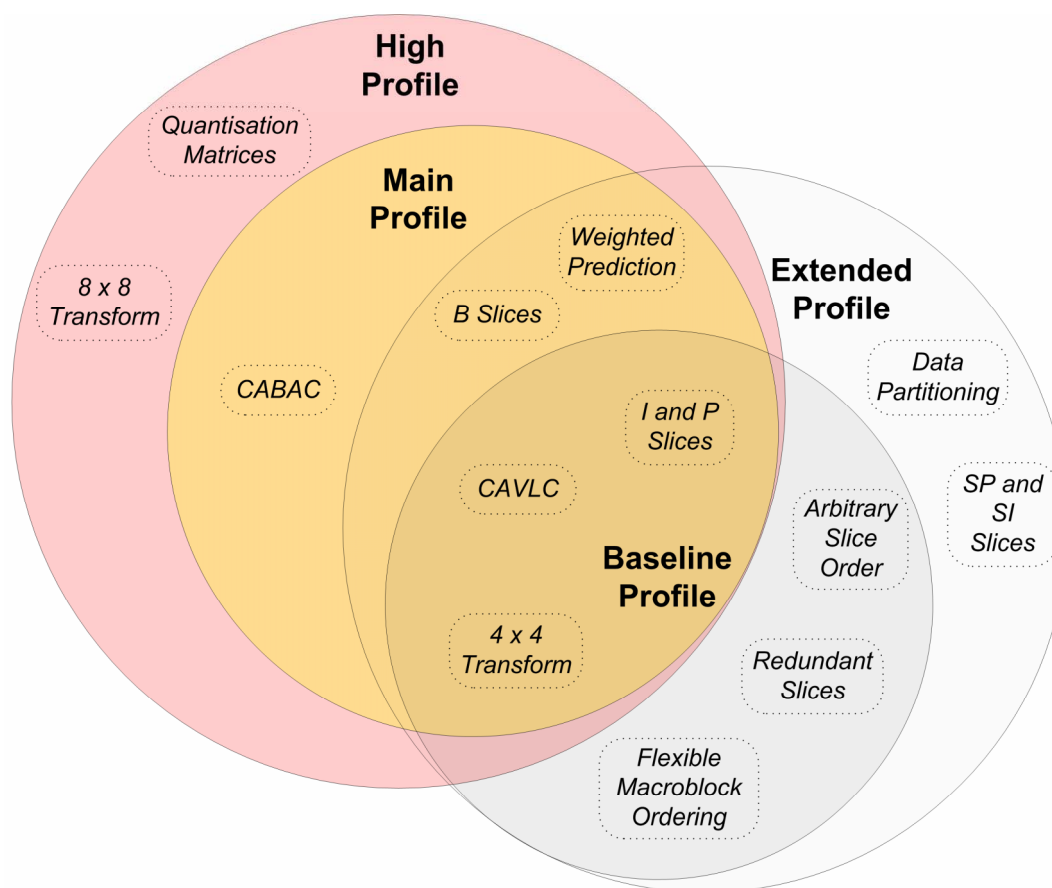 High
Profile
Quantisation
Matrices
Main
Profile
Weighted
Prediction
Extended
Profile
8 x 8
Transform
B Slices
CABAC
Data
Partitioning
I and P
Slices
CAVLC
SP and
SI
Slices
Arbitrary
Slice
Order
Baseline
Profile
4 x 4
Transform
Redundant
Slices
Flexible
Macroblock
Ordering